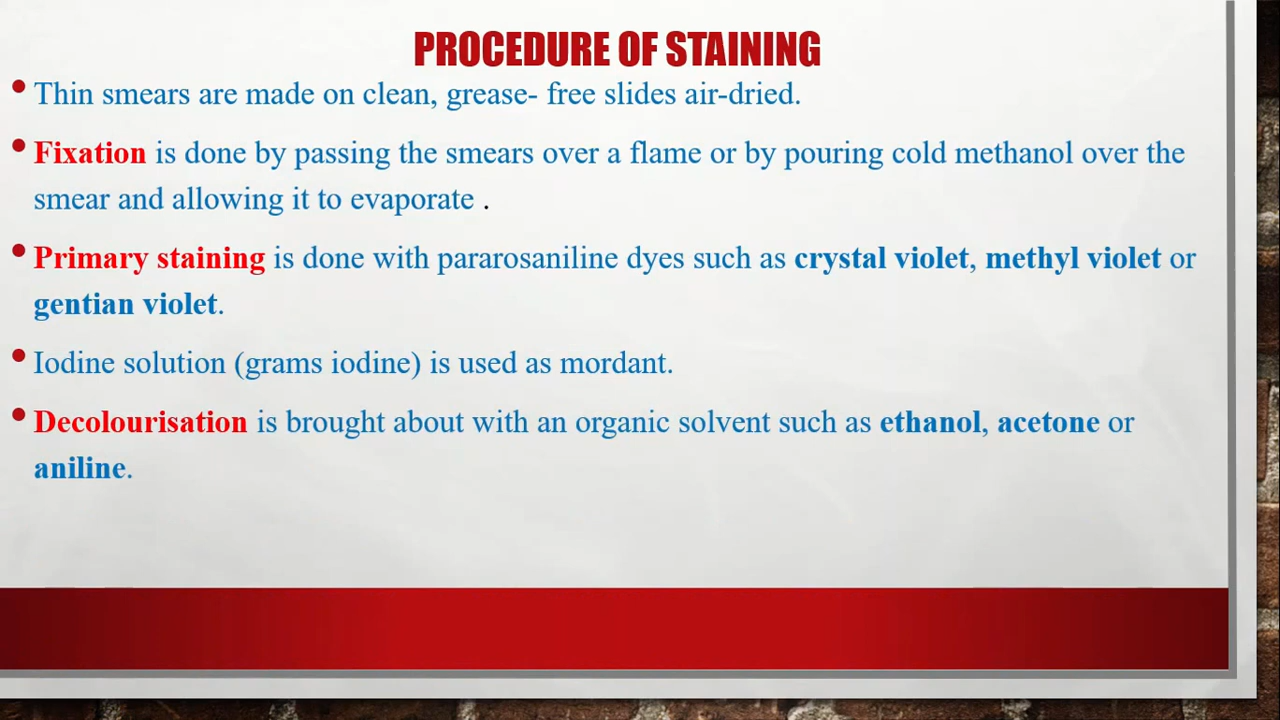 PROCEDURE OF STAINING
• Thin smears are made on clean, grease- free slides air-dried.
• Fixation is done by passing the smears over a flame or by pouring cold methanol over the
smear and allowing it to evaporate .
• Primary staining is done with pararosaniline dyes such as crystal violet, methyl violet or
gentian violet.
• Iodine solution (grams iodine) is used as mordant.
• Decolourisation is brought about with an organic solvent such as ethanol, acetone or
aniline.